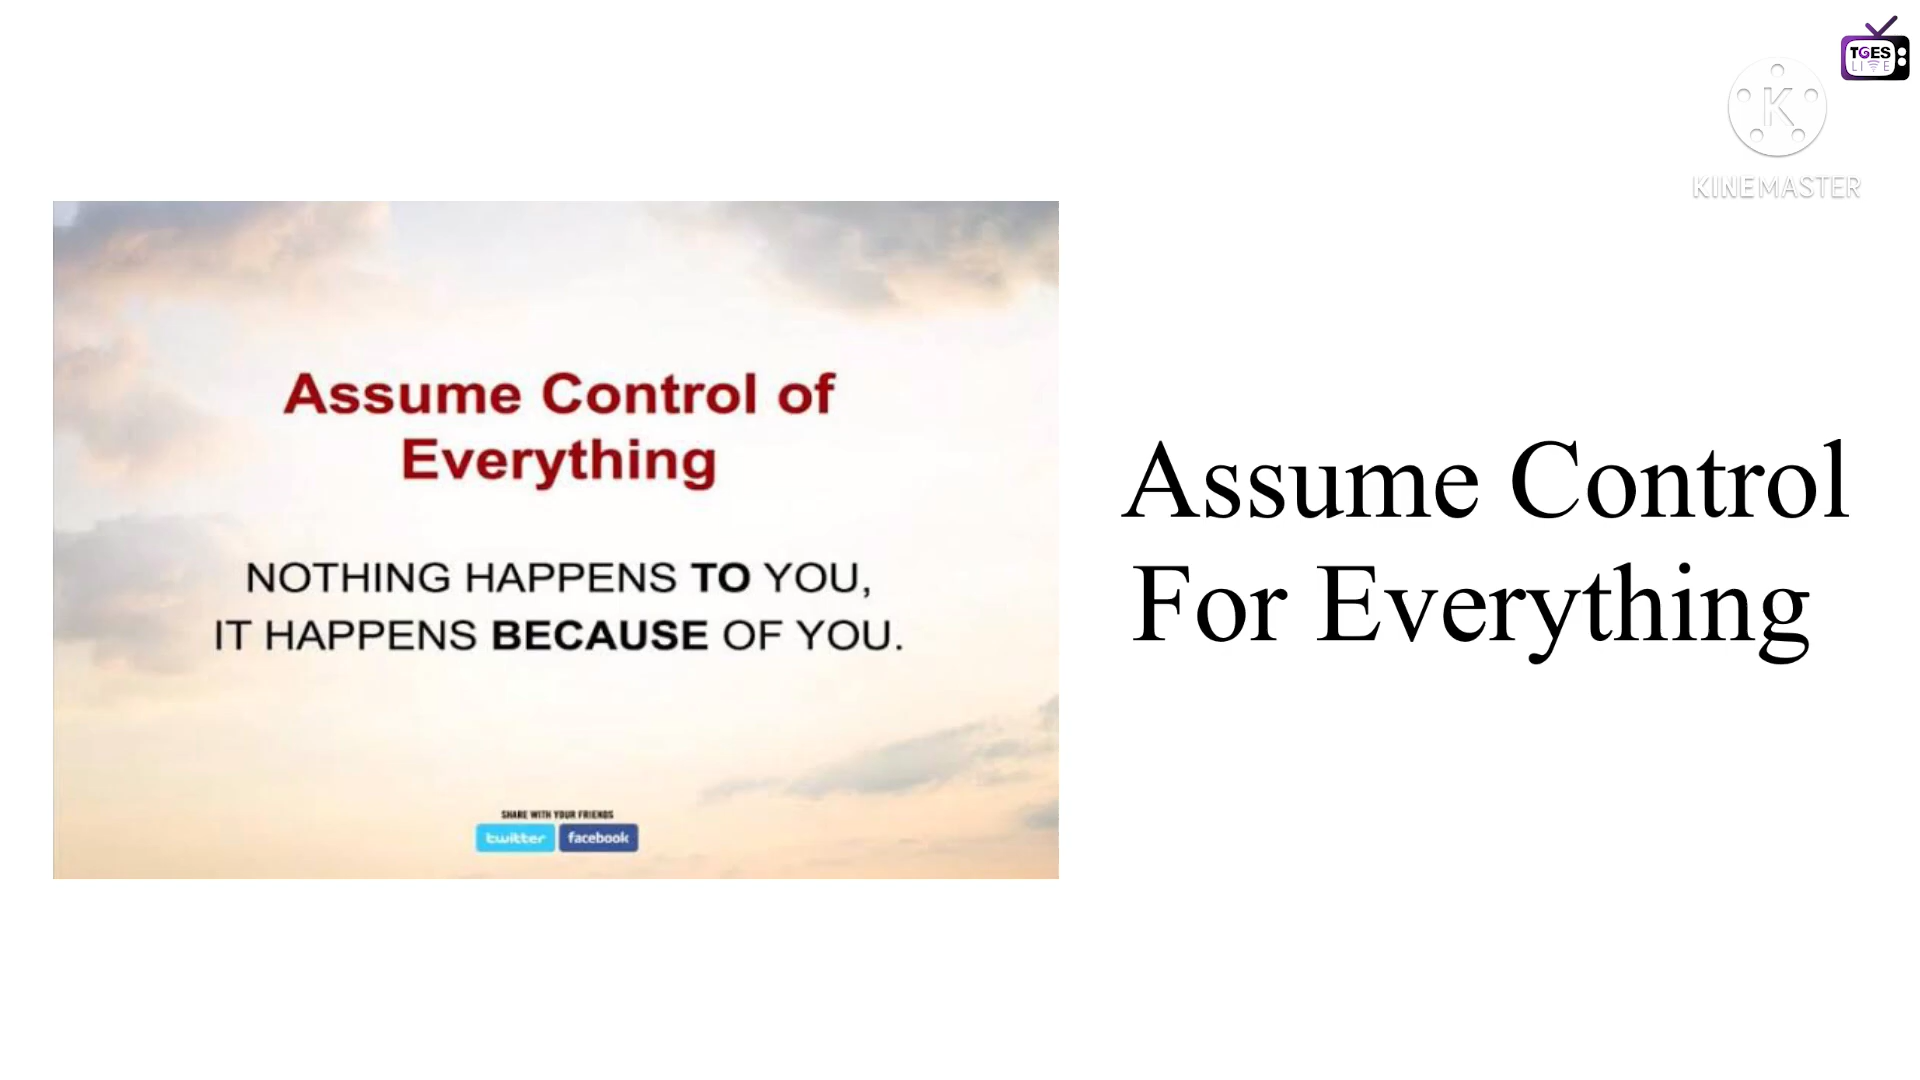 TGES
LIVE
KINEMASTER
Assume Control of
Everything
NOTHING HAPPENS TO YOU,
IT HAPPENS BECAUSE OF YOU.
SHARE WITH YOUR FRIENDS
twitter facebook
Assume Control
For Everything